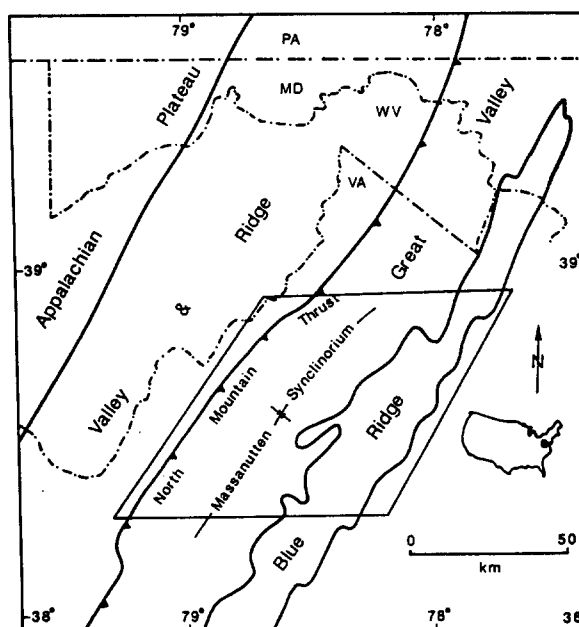 79°
78°
PA
MD
WV
VA
Appalachian Plateau
Valley & Ridge
Great Valley
39°
39°
North Mountain Thrust
Massanutten Synclinorium
Blue Ridge
N
0 50
km
38°
79°
78°
38